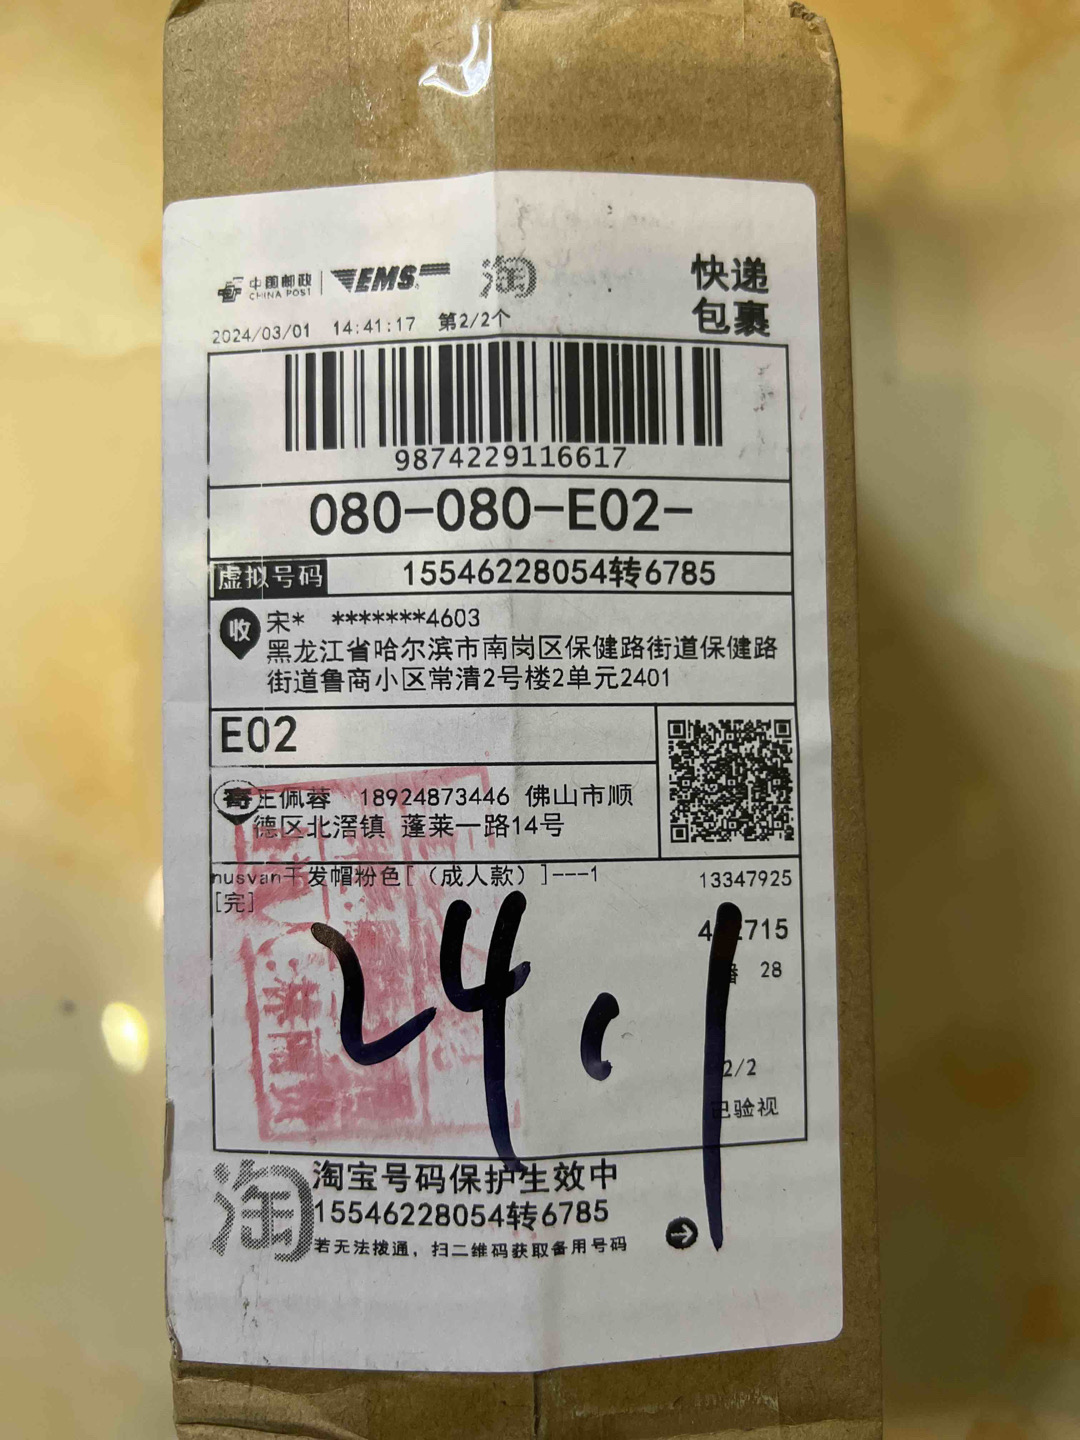 中国邮政 CHINA POST EMS 淘 快递
包裹
2024/03/01 14:41:17 第2/2个
9874229116617
080-080-E02-
虚拟号码 15546228054转6785
收 宋* *******4603
黑龙江省哈尔滨市南岗区保健路街道保健路
街道鲁商小区常清2号楼2单元2401
E02
寄 王佩蓉 18924873446 佛山市顺
德区北滘镇 蓬莱一路14号
nusvan干发帽粉色[（成人款）]---1 13347925
[完]
715
28
24.1
2/2
已验视
淘 淘宝号码保护生效中
15546228054转6785
若无法拨通，扫二维码获取备用号码